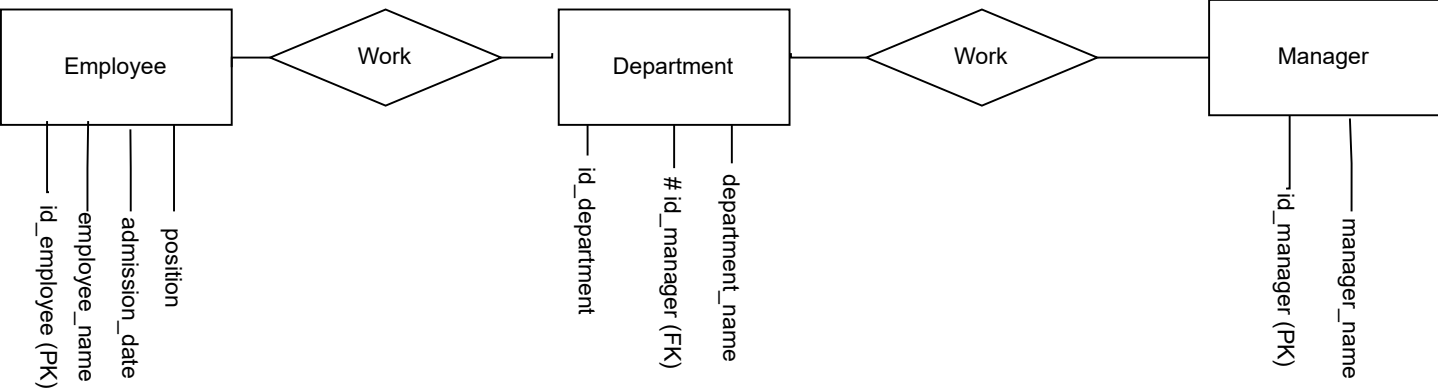 Employee
Work
Department
Work
Manager
id_employee (PK)
employee_name
admission_date
position
id_department
# id_manager (FK)
department_name
id_manager (PK)
manager_name